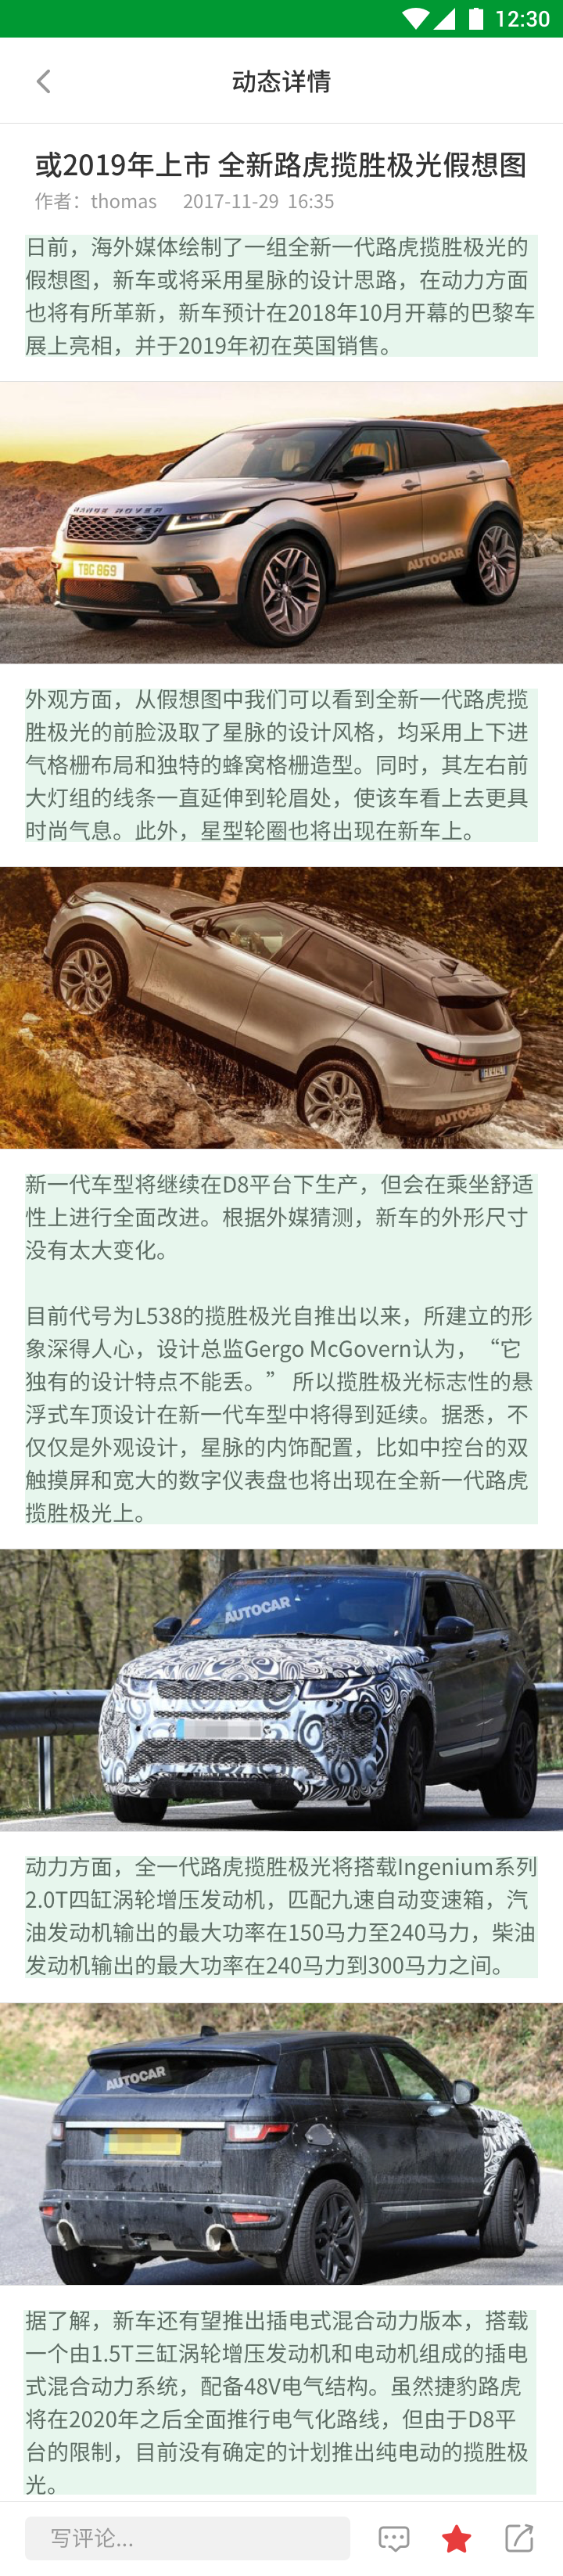 12:30
动态详情
或2019年上市 全新路虎揽胜极光假想图
作者：thomas 2017-11-29 16:35
日前，海外媒体绘制了一组全新一代路虎揽胜极光的
假想图，新车或将采用星脉的设计思路，在动力方面
也将有所革新，新车预计在2018年10月开幕的巴黎车
展上亮相，并于2019年初在英国销售。
RANGE ROVER
TBG 869
AUTOCAR
外观方面，从假想图中我们可以看到全新一代路虎揽
胜极光的前脸汲取了星脉的设计风格，均采用上下进
气格栅布局和独特的蜂窝格栅造型。同时，其左右前
大灯组的线条一直延伸到轮眉处，使该车看上去更具
时尚气息。此外，星型轮圈也将出现在新车上。
AUTOCAR
新一代车型将继续在D8平台下生产，但会在乘坐舒适
性上进行全面改进。根据外媒猜测，新车的外形尺寸
没有太大变化。
目前代号为L538的揽胜极光自推出以来，所建立的形
象深得人心，设计总监Gergo McGovern认为，“它
独有的设计特点不能丢。” 所以揽胜极光标志性的悬
浮式车顶设计在新一代车型中将得到延续。据悉，不
仅仅是外观设计，星脉的内饰配置，比如中控台的双
触摸屏和宽大的数字仪表盘也将出现在全新一代路虎
揽胜极光上。
AUTOCAR
动力方面，全一代路虎揽胜极光将搭载Ingenium系列
2.0T四缸涡轮增压发动机，匹配九速自动变速箱，汽
油发动机输出的最大功率在150马力至240马力，柴油
发动机输出的最大功率在240马力到300马力之间。
AUTOCAR
据了解，新车还有望推出插电式混合动力版本，搭载
一个由1.5T三缸涡轮增压发动机和电动机组成的插电
式混合动力系统，配备48V电气结构。虽然捷豹路虎
将在2020年之后全面推行电气化路线，但由于D8平
台的限制，目前没有确定的计划推出纯电动的揽胜极
光。
写评论...